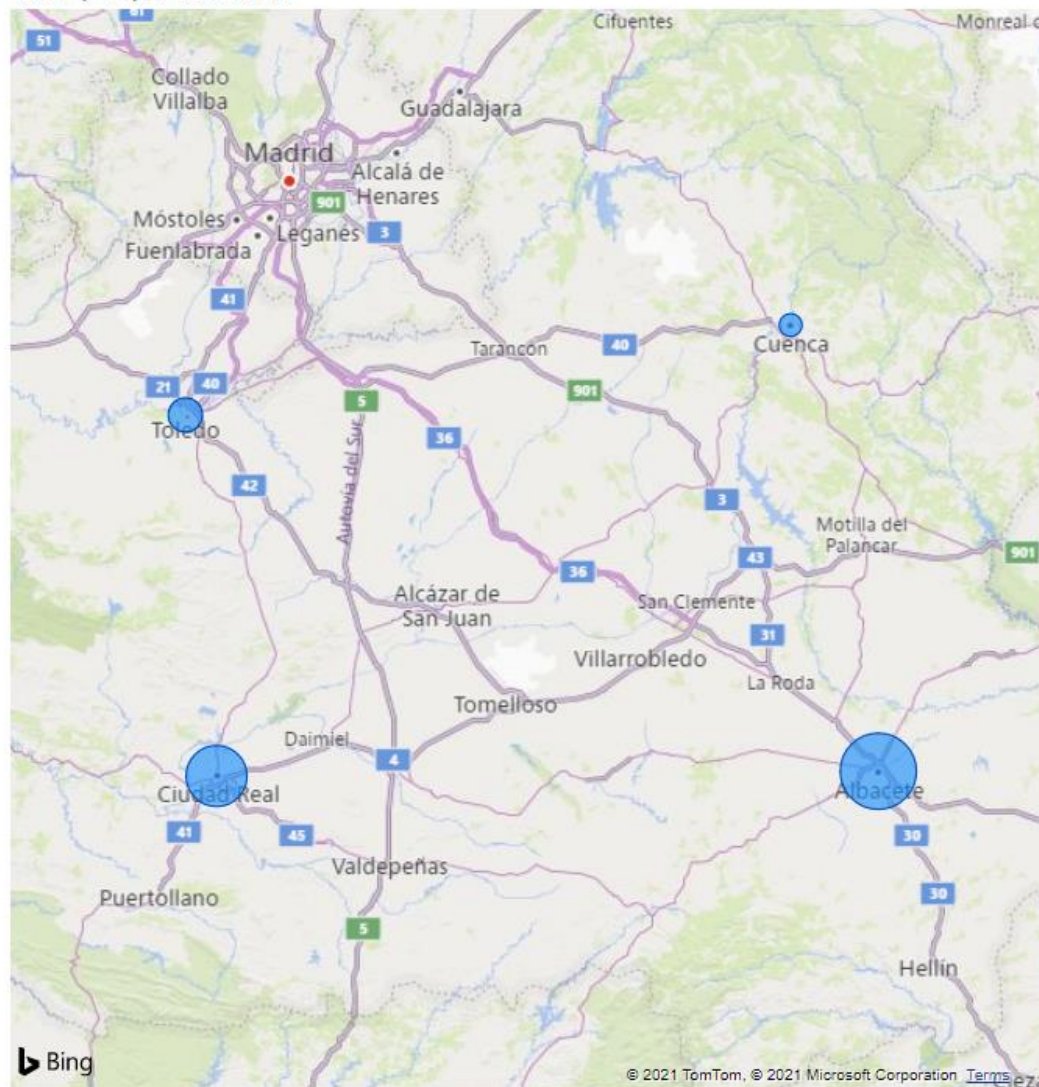 51
Cifuentes
Monreal
Collado
Villalba
Guadalajara
Madrid
Alcalá de
Henares
901
Móstoles
Leganés
3
Fuenlabrada
41
Cuenca
Tarancón
40
21
40
5
901
Toledo
36
42
Autovía del Sur
3
Motilla del
Palancar
43
901
36
Alcázar de
San Juan
San Clemente
31
Villarrobledo
La Roda
Tomelloso
Daimiel
4
Ciudad Real
Albacete
41
45
30
Valdepeñas
Puertollano
30
5
Hellín
Bing
© 2021 TomTom, © 2021 Microsoft Corporation Terms